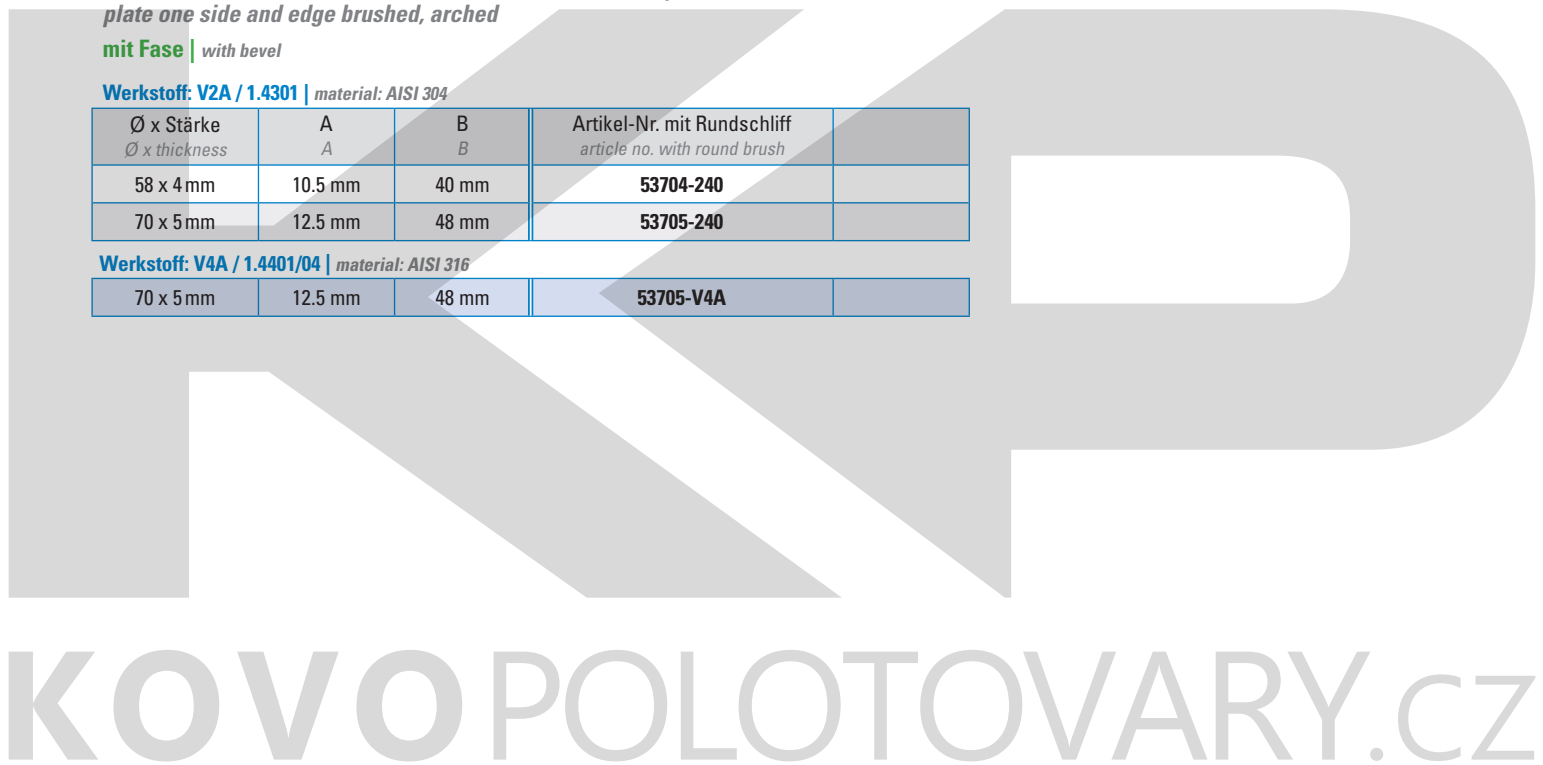 plate one side and edge brushed, arched
mit Fase | with bevel
Werkstoff: V2A / 1.4301 | material: AISI 304
Ø x Stärke A B Artikel-Nr. mit Rundschliff
Ø x thickness A B article no. with round brush
58 x 4 mm 10.5 mm 40 mm 53704-240
70 x 5 mm 12.5 mm 48 mm 53705-240
Werkstoff: V4A / 1.4401/04 | material: AISI 316
70 x 5 mm 12.5 mm 48 mm 53705-V4A
KP
KOVOPOLOTOVARY.CZ